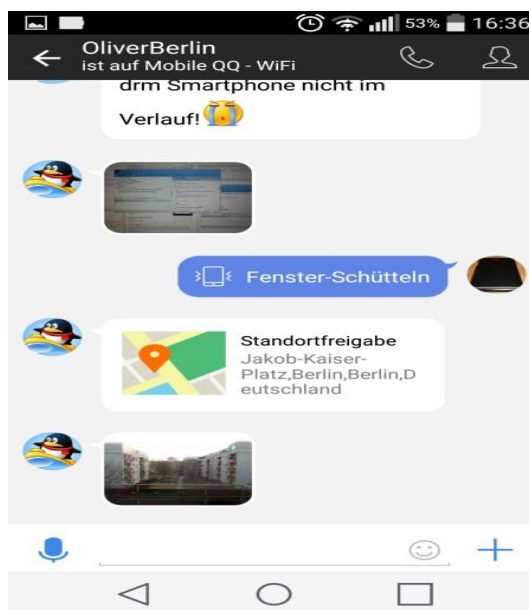 53% 16:36
OliverBerlin
ist auf Mobile QQ - WiFi
drm Smartphone nicht im
Verlauf!
Fenster-Schütteln
Standortfreigabe
Jakob-Kaiser-
Platz,Berlin,Berlin,D
eutschland